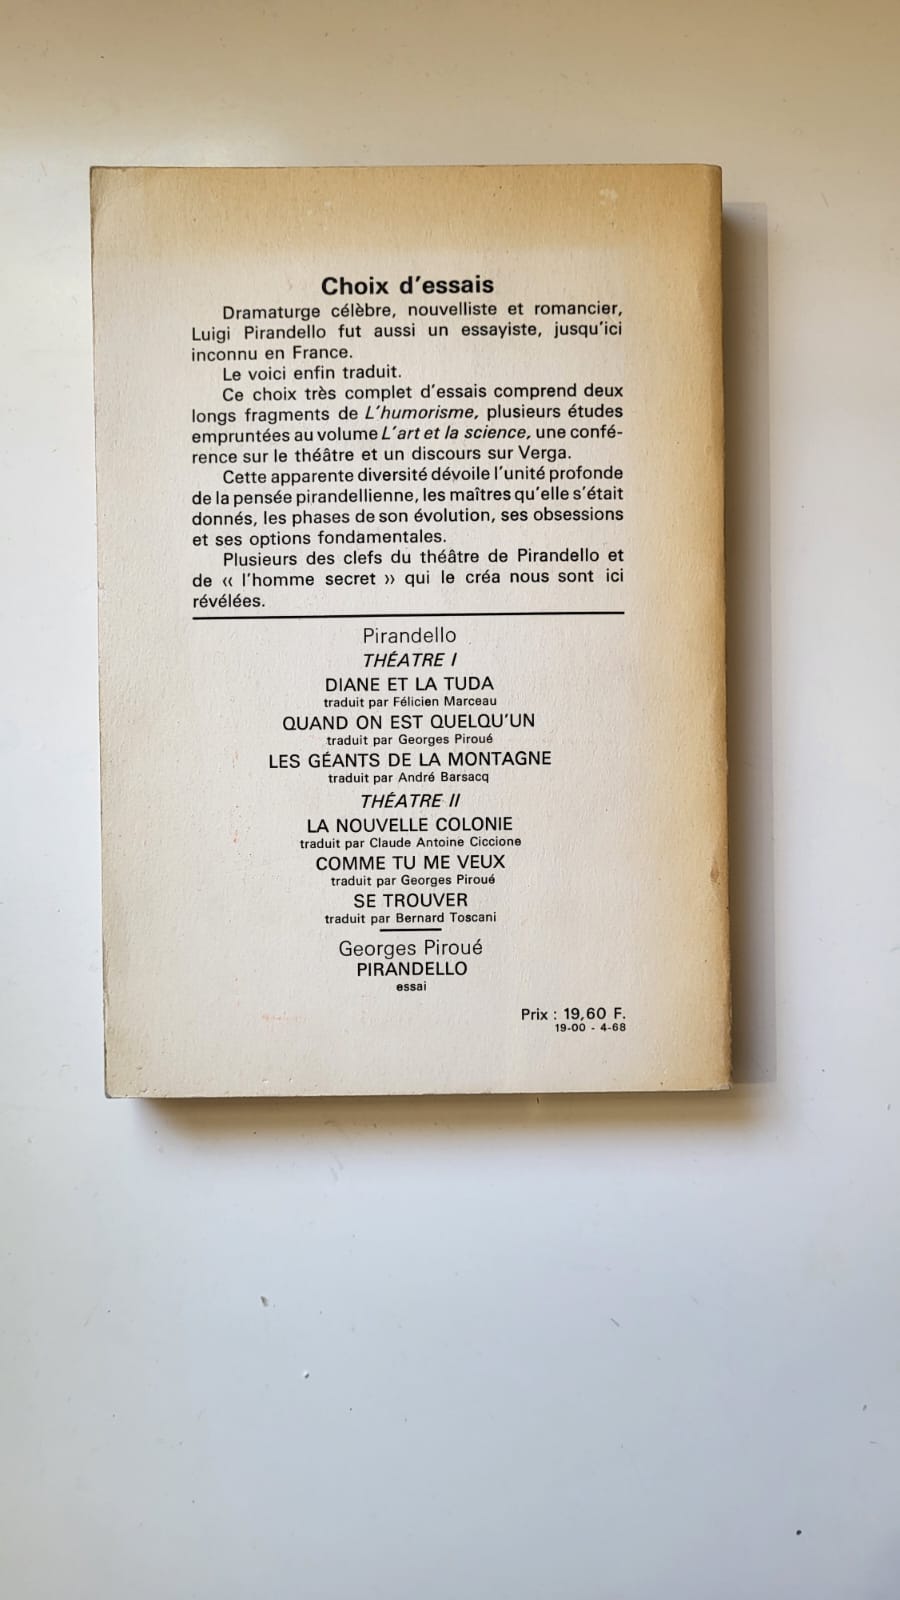 Choix d'essais
Dramaturge célèbre, nouvelliste et romancier,
Luigi Pirandello fut aussi un essayiste, jusqu'ici
inconnu en France.
Le voici enfin traduit.
Ce choix très complet d'essais comprend deux
longs fragments de L'humorisme, plusieurs études
empruntées au volume L'art et la science, une confé-
rence sur le théâtre et un discours sur Verga.
Cette apparente diversité dévoile l'unité profonde
de la pensée pirandellienne, les maîtres qu'elle s'était
donnés, les phases de son évolution, ses obsessions
et ses options fondamentales.
Plusieurs des clefs du théâtre de Pirandello et
de « l'homme secret » qui le créa nous sont ici
révélées.
Pirandello
THÉATRE I
DIANE ET LA TUDA
traduit par Félicien Marceau
QUAND ON EST QUELQU'UN
traduit par Georges Piroué
LES GÉANTS DE LA MONTAGNE
traduit par André Barsacq
THÉATRE II
LA NOUVELLE COLONIE
traduit par Claude Antoine Ciccione
COMME TU ME VEUX
traduit par Georges Piroué
SE TROUVER
traduit par Bernard Toscani
Georges Piroué
PIRANDELLO
essai
Prix : 19,60 F.
19-00 - 4-68